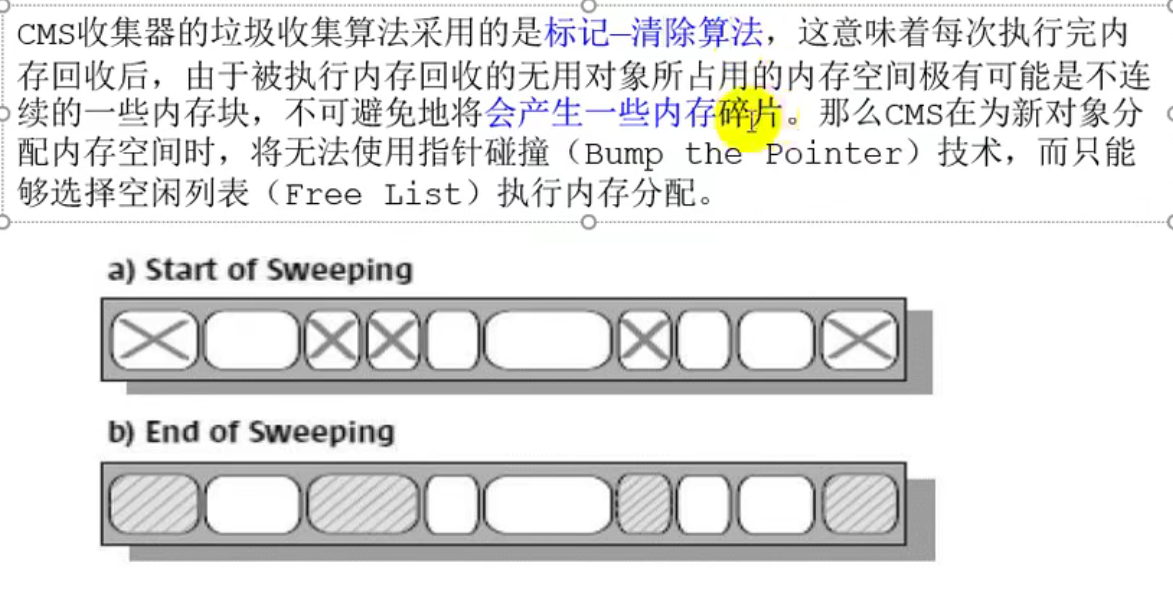 CMS收集器的垃圾收集算法采用的是标记—清除算法，这意味着每次执行完内
存回收后，由于被执行内存回收的无用对象所占用的内存空间极有可能是不连
续的一些内存块，不可避免地将会产生一些内存碎片。那么CMS在为新对象分
配内存空间时，将无法使用指针碰撞（Bump the Pointer）技术，而只能
够选择空闲列表（Free List）执行内存分配。
a) Start of Sweeping
b) End of Sweeping